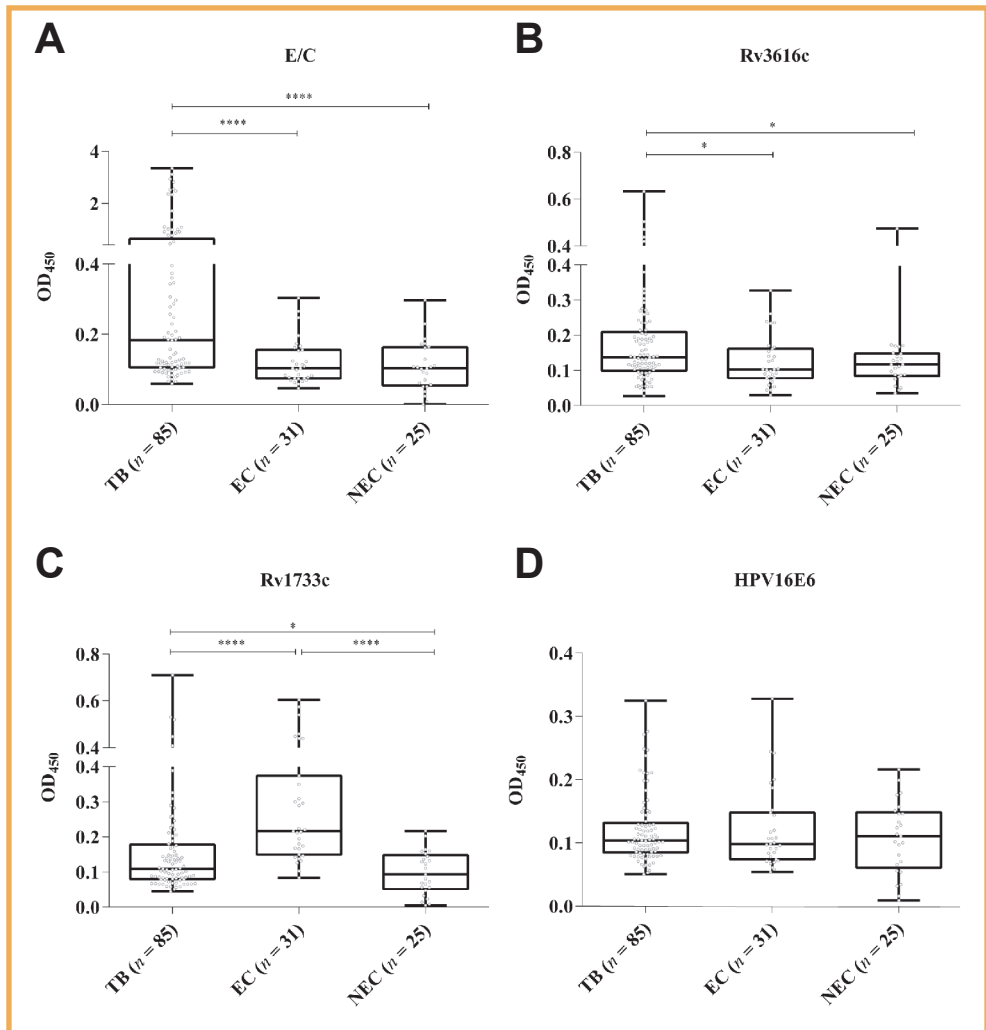 A
E/C
****
****
4
2
0.4
0.2
0.0
OD450
TB (n = 85)
EC (n = 31)
NEC (n = 25)
B
Rv3616c
*
*
0.8
0.6
0.4
0.4
0.3
0.2
0.1
0.0
OD450
TB (n = 85)
EC (n = 31)
NEC (n = 25)
C
Rv1733c
*
****
****
0.8
0.6
0.4
0.4
0.3
0.2
0.1
0.0
OD450
TB (n = 85)
EC (n = 31)
NEC (n = 25)
D
HPV16E6
0.4
0.3
0.2
0.1
0.0
OD450
TB (n = 85)
EC (n = 31)
NEC (n = 25)